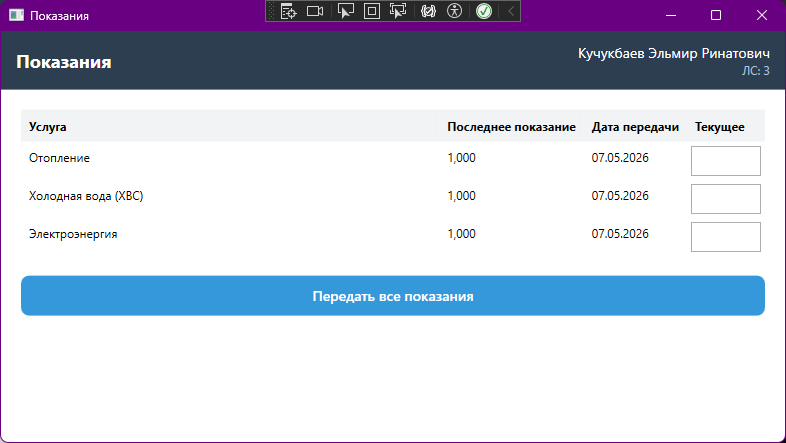 Показания
Показания
Кучукбаев Эльмир Ринатович
ЛС: 3
Услуга Последнее показание Дата передачи Текущее
Отопление 1,000 07.05.2026
Холодная вода (ХВС) 1,000 07.05.2026
Электроэнергия 1,000 07.05.2026
Передать все показания